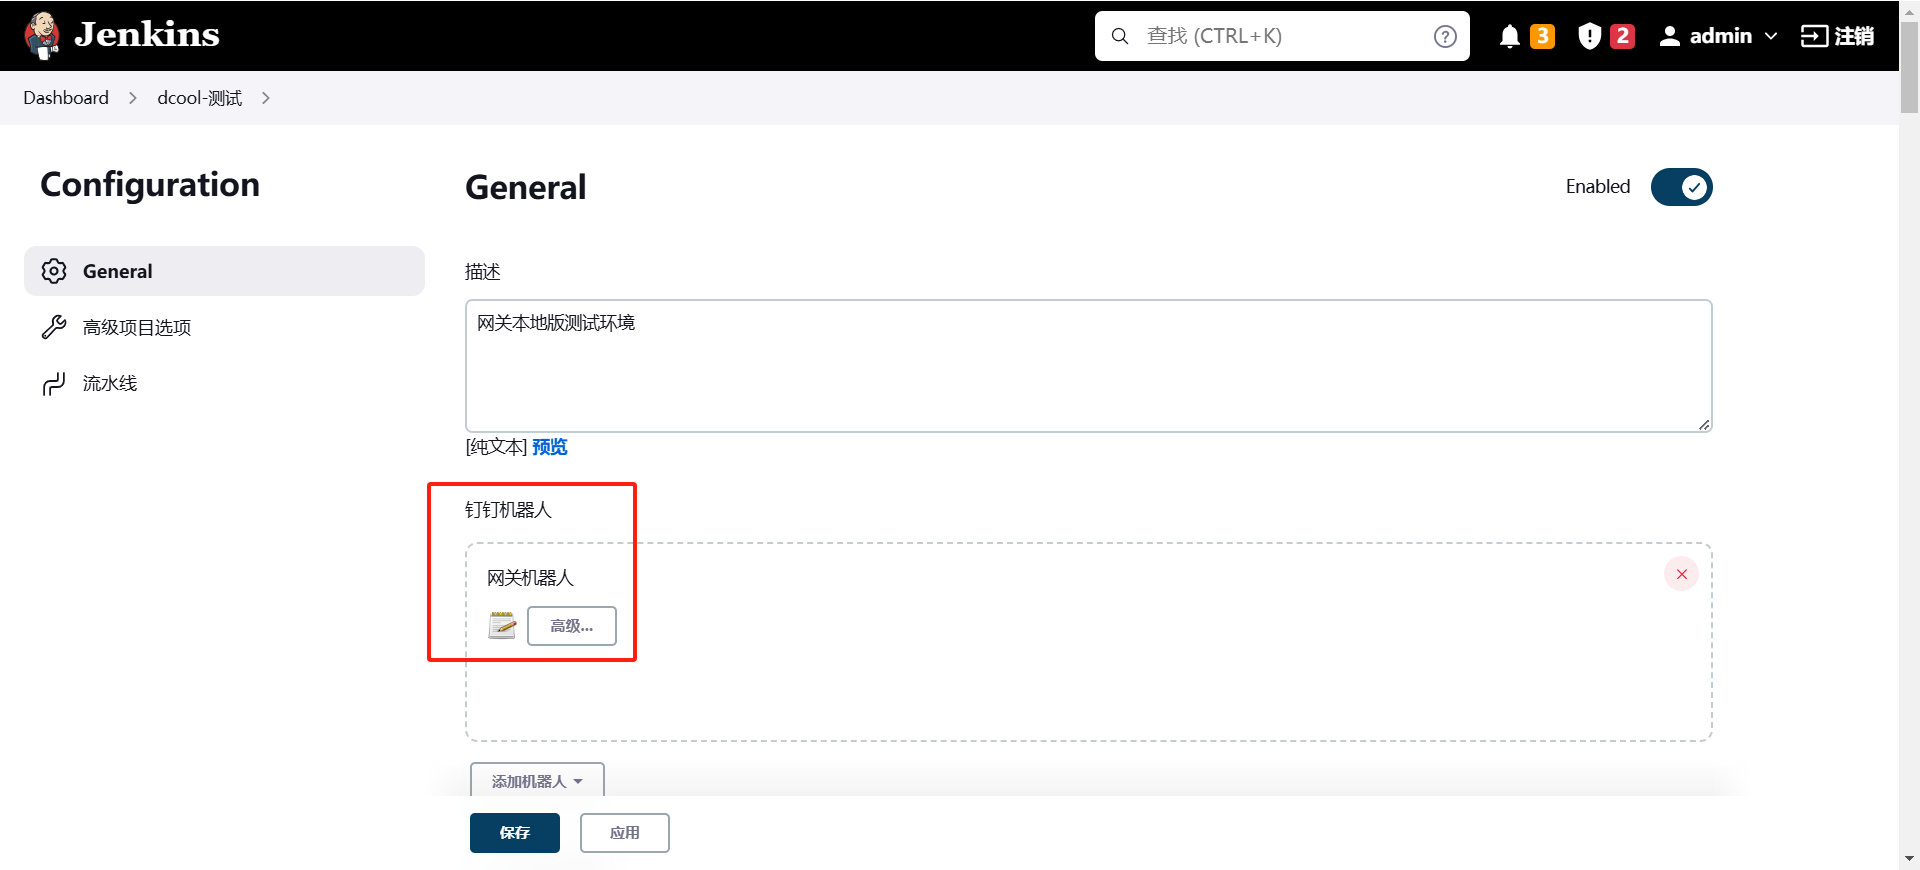 Jenkins
查找 (CTRL+K)
3
2
admin
注销
Dashboard
dcool-测试
Configuration
General
高级项目选项
流水线
General
Enabled
描述
网关本地版测试环境
[纯文本] 预览
钉钉机器人
网关机器人
高级...
添加机器人
保存
应用